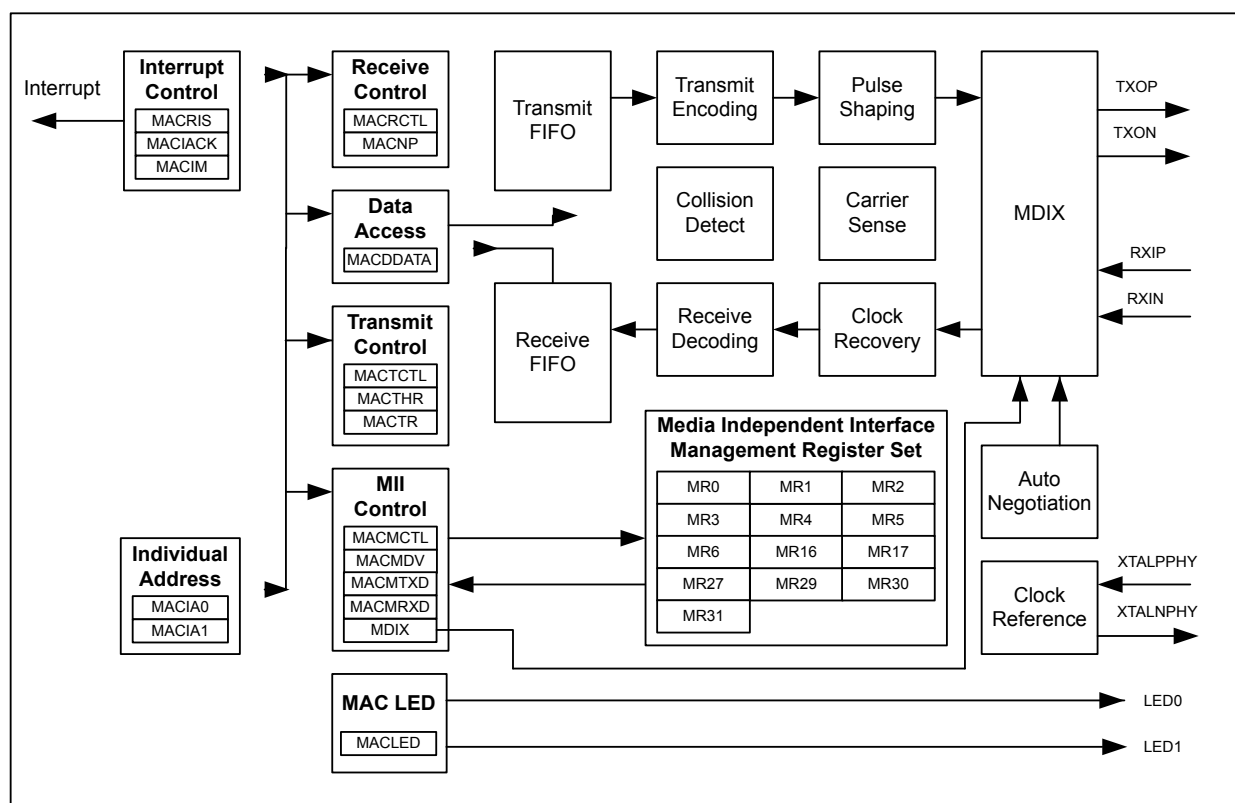 Interrupt
Interrupt
Control
MACRIS
MACIACK
MACIM
Receive
Control
MACRCTL
MACNP
Data
Access
MACDDATA
Transmit
Control
MACTCTL
MACTHR
MACTR
MII
Control
MACMCTL
MACMDV
MACMTXD
MACMRXD
MDIX
Individual
Address
MACIA0
MACIA1
MAC LED
MACLED
Transmit
FIFO
Transmit
Encoding
Pulse
Shaping
Collision
Detect
Carrier
Sense
Receive
FIFO
Receive
Decoding
Clock
Recovery
MDIX
TXOP
TXON
RXIP
RXIN
Media Independent Interface
Management Register Set
MR0 MR1 MR2
MR3 MR4 MR5
MR6 MR16 MR17
MR27 MR29 MR30
MR31
Auto
Negotiation
Clock
Reference
XTALPPHY
XTALNPHY
LED0
LED1